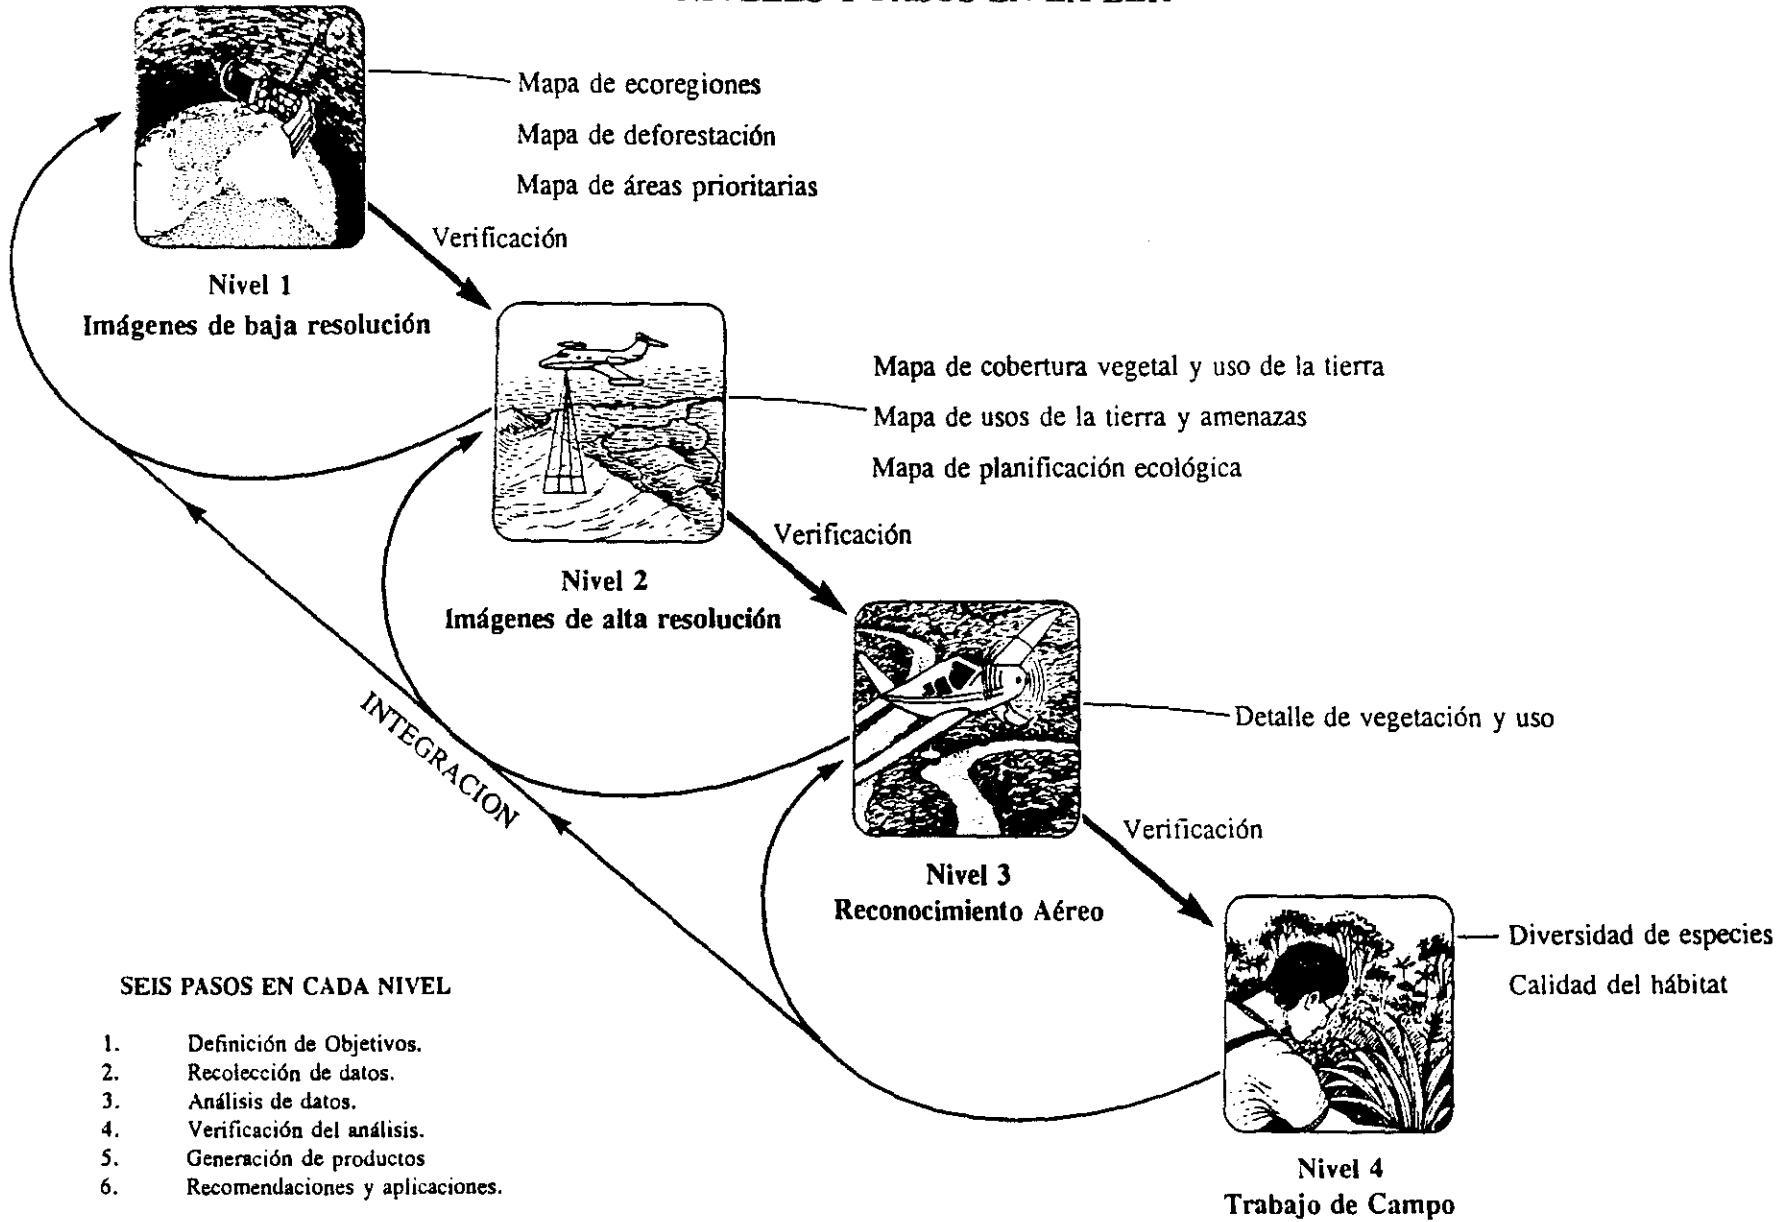 Mapa de ecoregiones
Mapa de deforestación
Mapa de áreas prioritarias
Verificación
Nivel 1
Imágenes de baja resolución
Mapa de cobertura vegetal y uso de la tierra
Mapa de usos de la tierra y amenazas
Mapa de planificación ecológica
Verificación
Nivel 2
Imágenes de alta resolución
Detalle de vegetación y uso
INTEGRACION
Verificación
Nivel 3
Reconocimiento Aéreo
Diversidad de especies
Calidad del hábitat
Nivel 4
Trabajo de Campo
SEIS PASOS EN CADA NIVEL
1. Definición de Objetivos.
2. Recolección de datos.
3. Análisis de datos.
4. Verificación del análisis.
5. Generación de productos
6. Recomendaciones y aplicaciones.